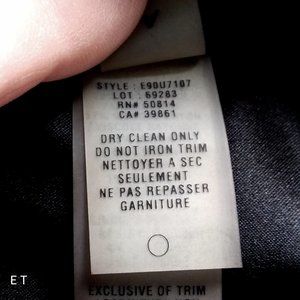 STYLE: E9DU7107
LOT: 69283
RN# 50814
CA# 39861
DRY CLEAN ONLY
DO NOT IRON TRIM
NETTOYER A SEC
SEULEMENT
NE PAS REPASSER
GARNITURE
ET
EXCLUSIVE OF TRIM